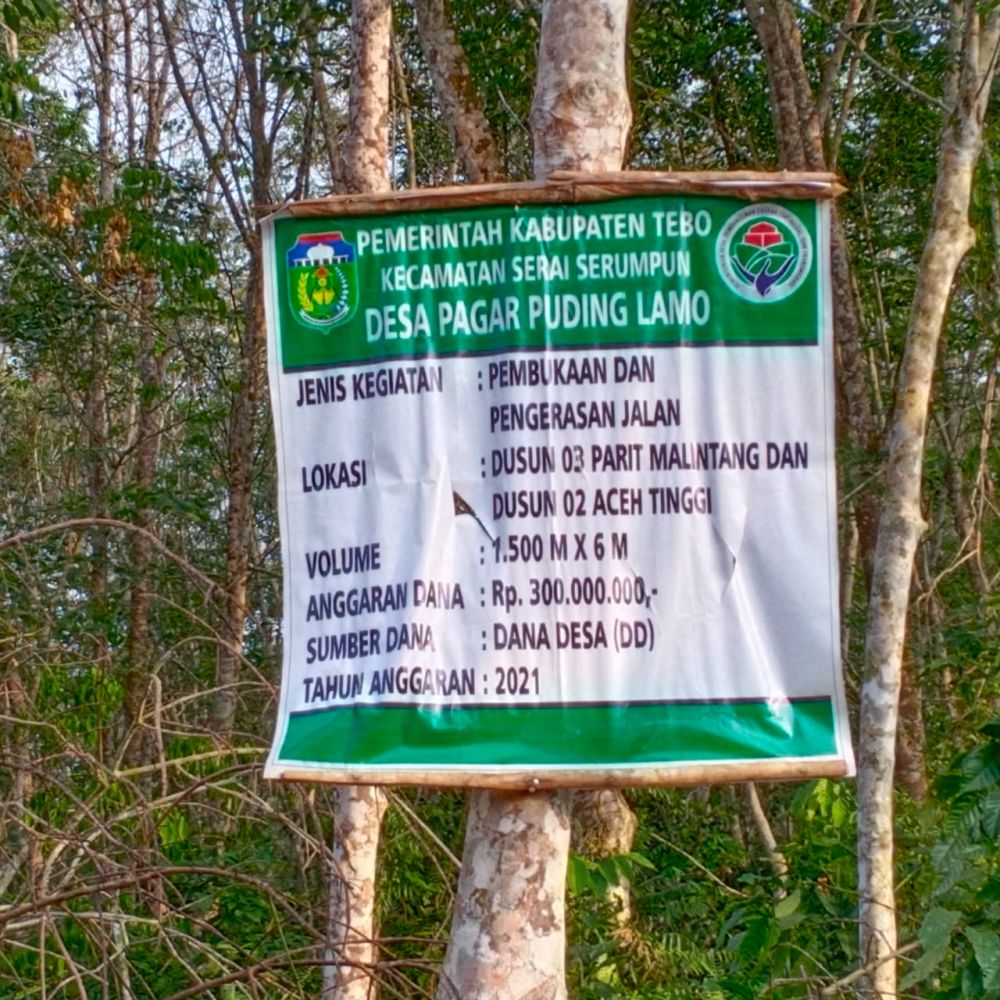 PEMERINTAH KABUPATEN TEBO
KECAMATAN SERAI SERUMPUN
DESA PAGAR PUDING LAMO
JENIS KEGIATAN : PEMBUKAAN DAN
PENGERASAN JALAN
LOKASI : DUSUN 03 PARIT MALINTANG DAN
DUSUN 02 ACEH TINGGI
VOLUME : 1.500 M X 6 M
ANGGARAN DANA : Rp. 300.000.000,-
SUMBER DANA : DANA DESA (DD)
TAHUN ANGGARAN : 2021